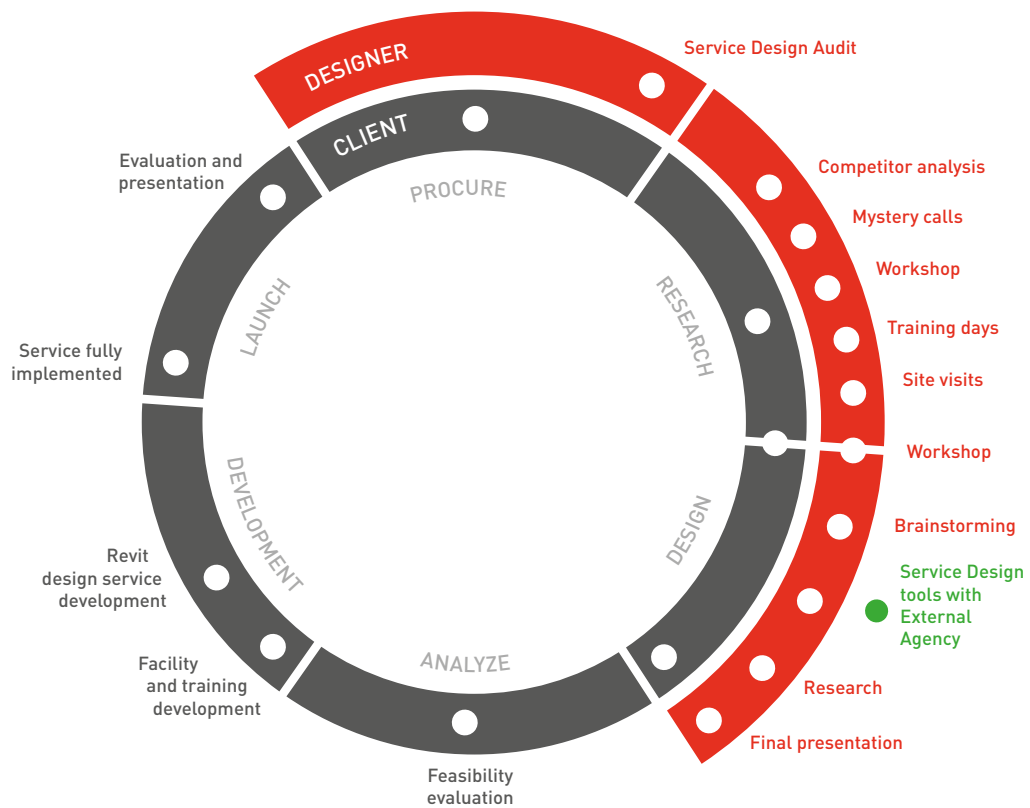 DESIGNER
CLIENT
Service Design Audit
Competitor analysis
Mystery calls
Workshop
Training days
Site visits
Workshop
Brainstorming
Service Design
tools with
External
Agency
Research
Final presentation
PROCURE
RESEARCH
DESIGN
ANALYZE
DEVELOPMENT
LAUNCH
Feasibility
evaluation
Facility
and training
development
Revit
design service
development
Service fully
implemented
Evaluation and
presentation